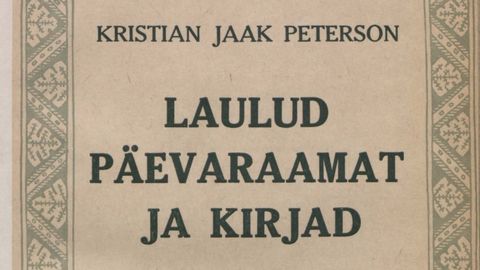 KRISTIAN JAAK PETERSON
LAULUD
PÄEVARAAMAT
JA KIRJAD